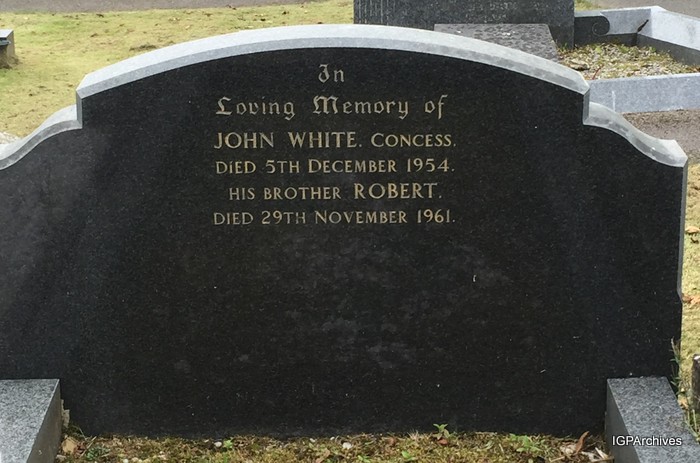 In
Loving Memory of
JOHN WHITE. CONCESS.
DIED 5TH DECEMBER 1954.
HIS BROTHER ROBERT.
DIED 29TH NOVEMBER 1961.
IGPArchives